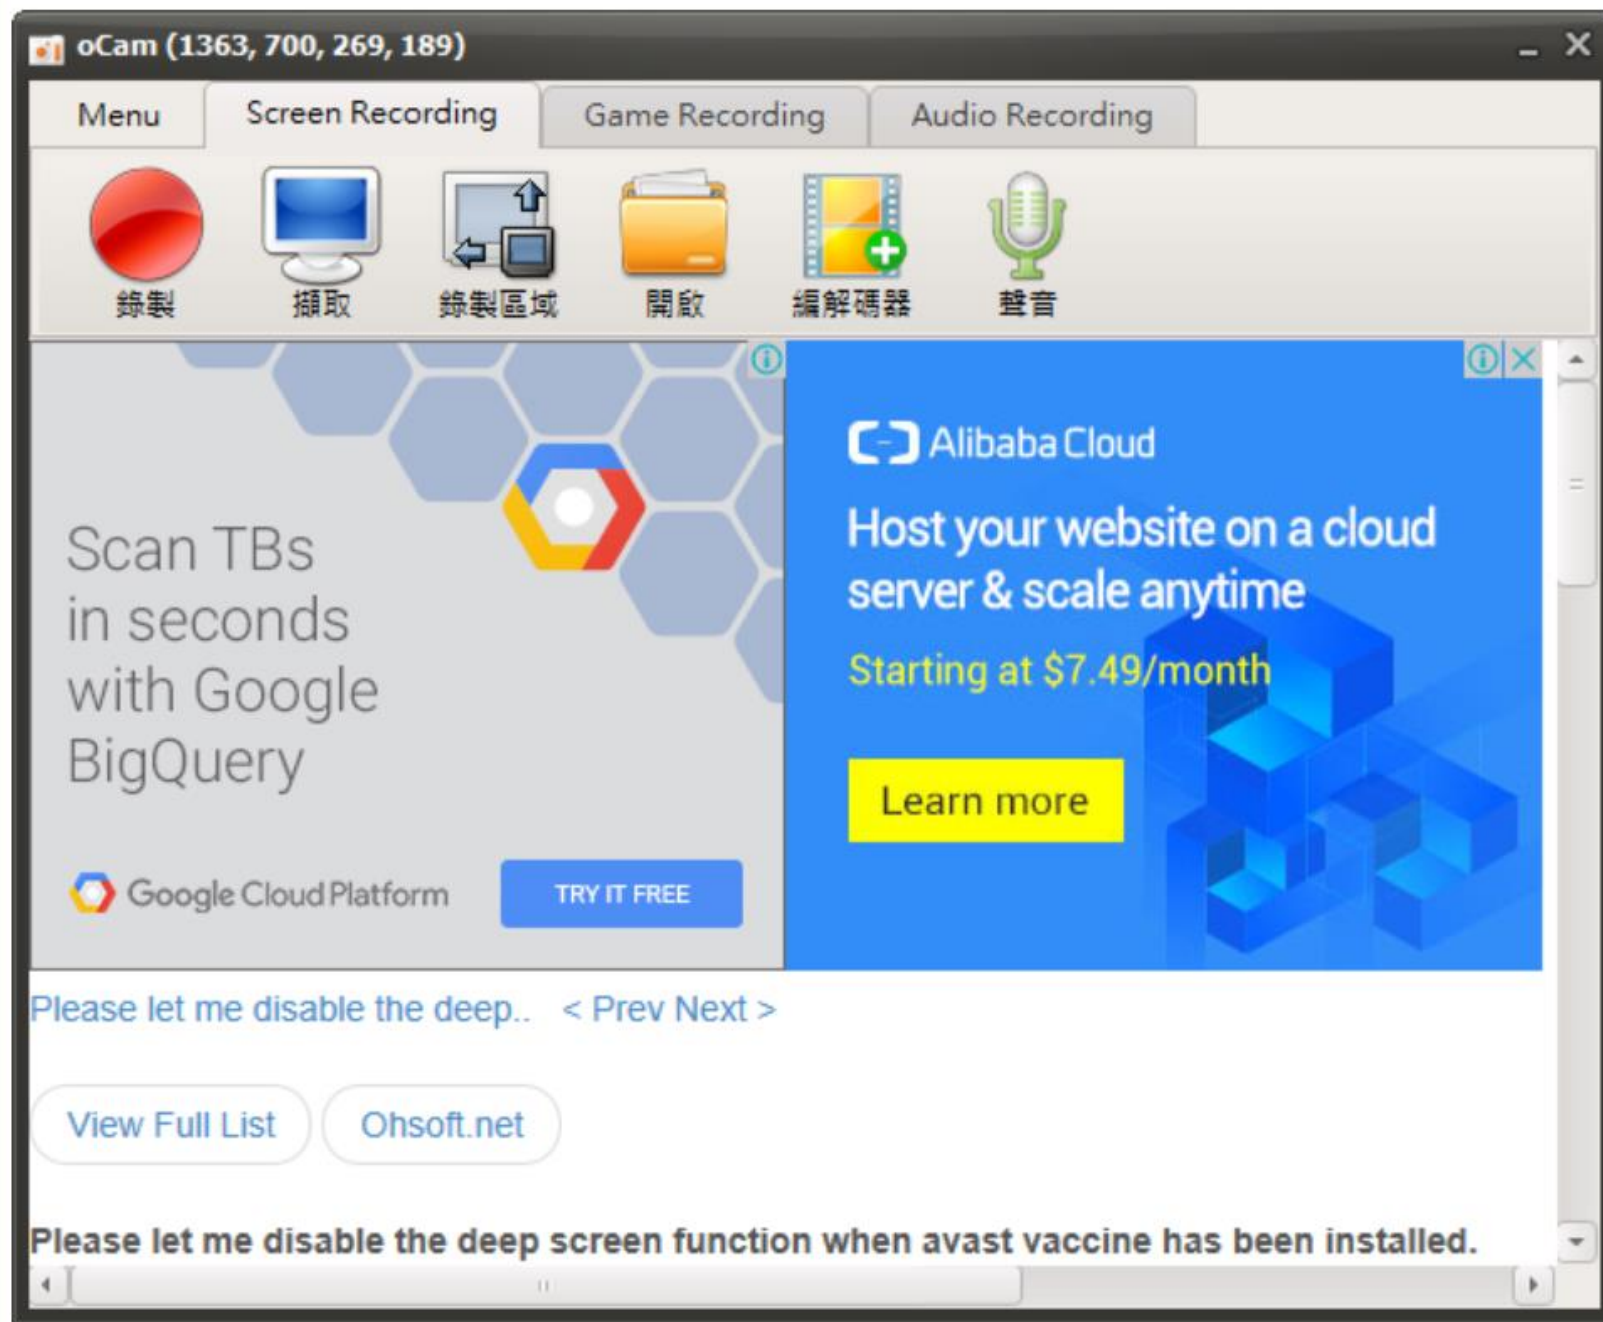 oCam (1363, 700, 269, 189)
Menu Screen Recording Game Recording Audio Recording
錄製 擷取 錄製區域 開啟 編解碼器 聲音
Scan TBs
in seconds
with Google
BigQuery
Google Cloud Platform TRY IT FREE
Alibaba Cloud
Host your website on a cloud
server & scale anytime
Starting at $7.49/month
Learn more
Please let me disable the deep.. < Prev Next >
View Full List Ohsoft.net
Please let me disable the deep screen function when avast vaccine has been installed.